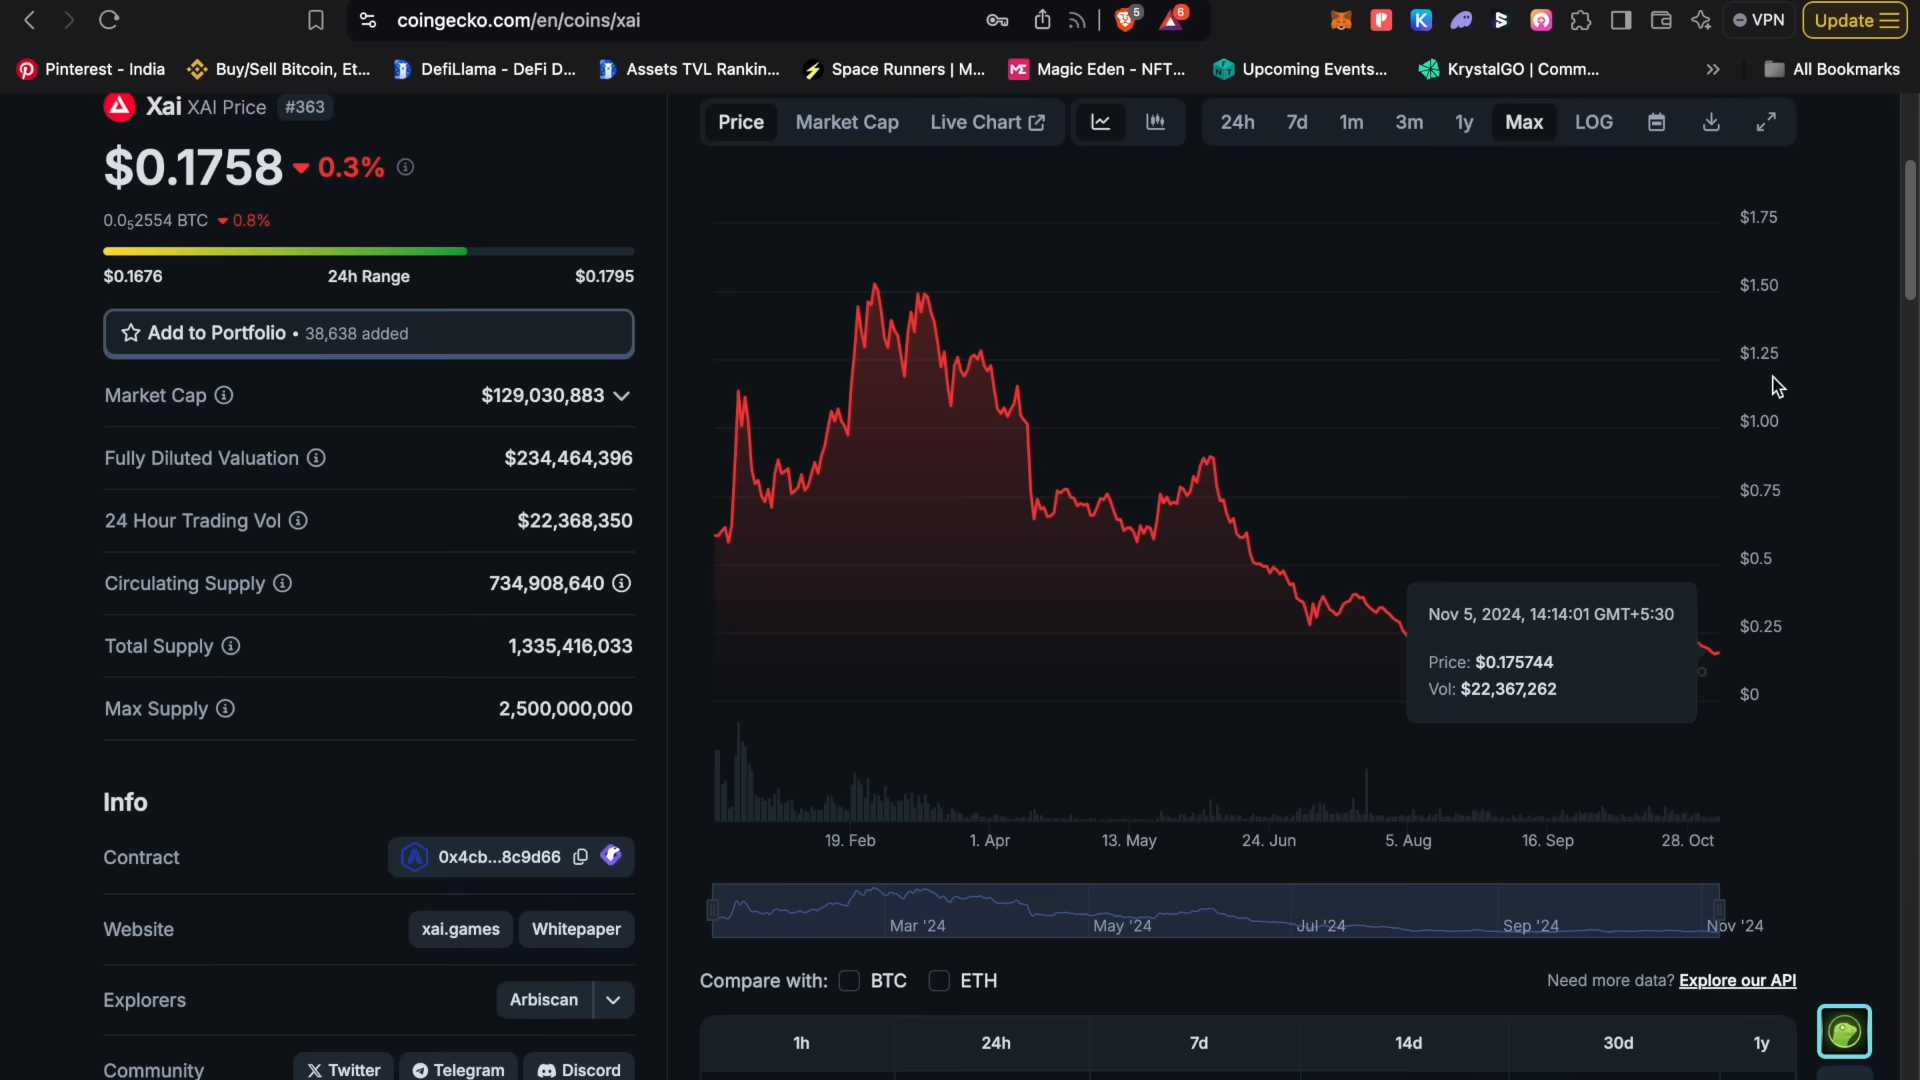 coingecko.com/en/coins/xai
5
6
VPN
Update
Pinterest - India
Buy/Sell Bitcoin, Et...
DefiLlama - DeFi D...
Assets TVL Rankin...
Space Runners | M...
Magic Eden - NFT...
Upcoming Events...
KrystalGO | Comm...
All Bookmarks
Xai XAI Price #363
$0.1758 0.3%
0.0₅2554 BTC 0.8%
$0.1676 24h Range $0.1795
Add to Portfolio • 38,638 added
Market Cap $129,030,883
Fully Diluted Valuation $234,464,396
24 Hour Trading Vol $22,368,350
Circulating Supply 734,908,640
Total Supply 1,335,416,033
Max Supply 2,500,000,000
Info
Contract 0x4cb...8c9d66
Website xai.games Whitepaper
Explorers Arbiscan
Community Twitter Telegram Discord
Price Market Cap Live Chart 24h 7d 1m 3m 1y Max LOG
$1.75
$1.50
$1.25
$1.00
$0.75
$0.5
$0.25
$0
Nov 5, 2024, 14:14:01 GMT+5:30
Price: $0.175744
Vol: $22,367,262
19. Feb 1. Apr 13. May 24. Jun 5. Aug 16. Sep 28. Oct
Mar '24 May '24 Jul '24 Sep '24 Nov '24
Compare with: BTC ETH
Need more data? Explore our API
1h 24h 7d 14d 30d 1y